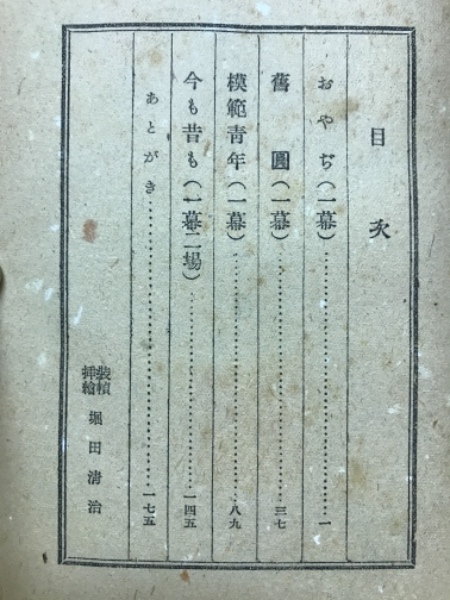 目次
おやぢ(一幕)……………………一
舊圓(一幕)……………………三七
模範青年(一幕)……………………八九
今も昔も(一幕二場)……………………一四五
あとがき……………………一七五
装幀
挿繪
堀田清治